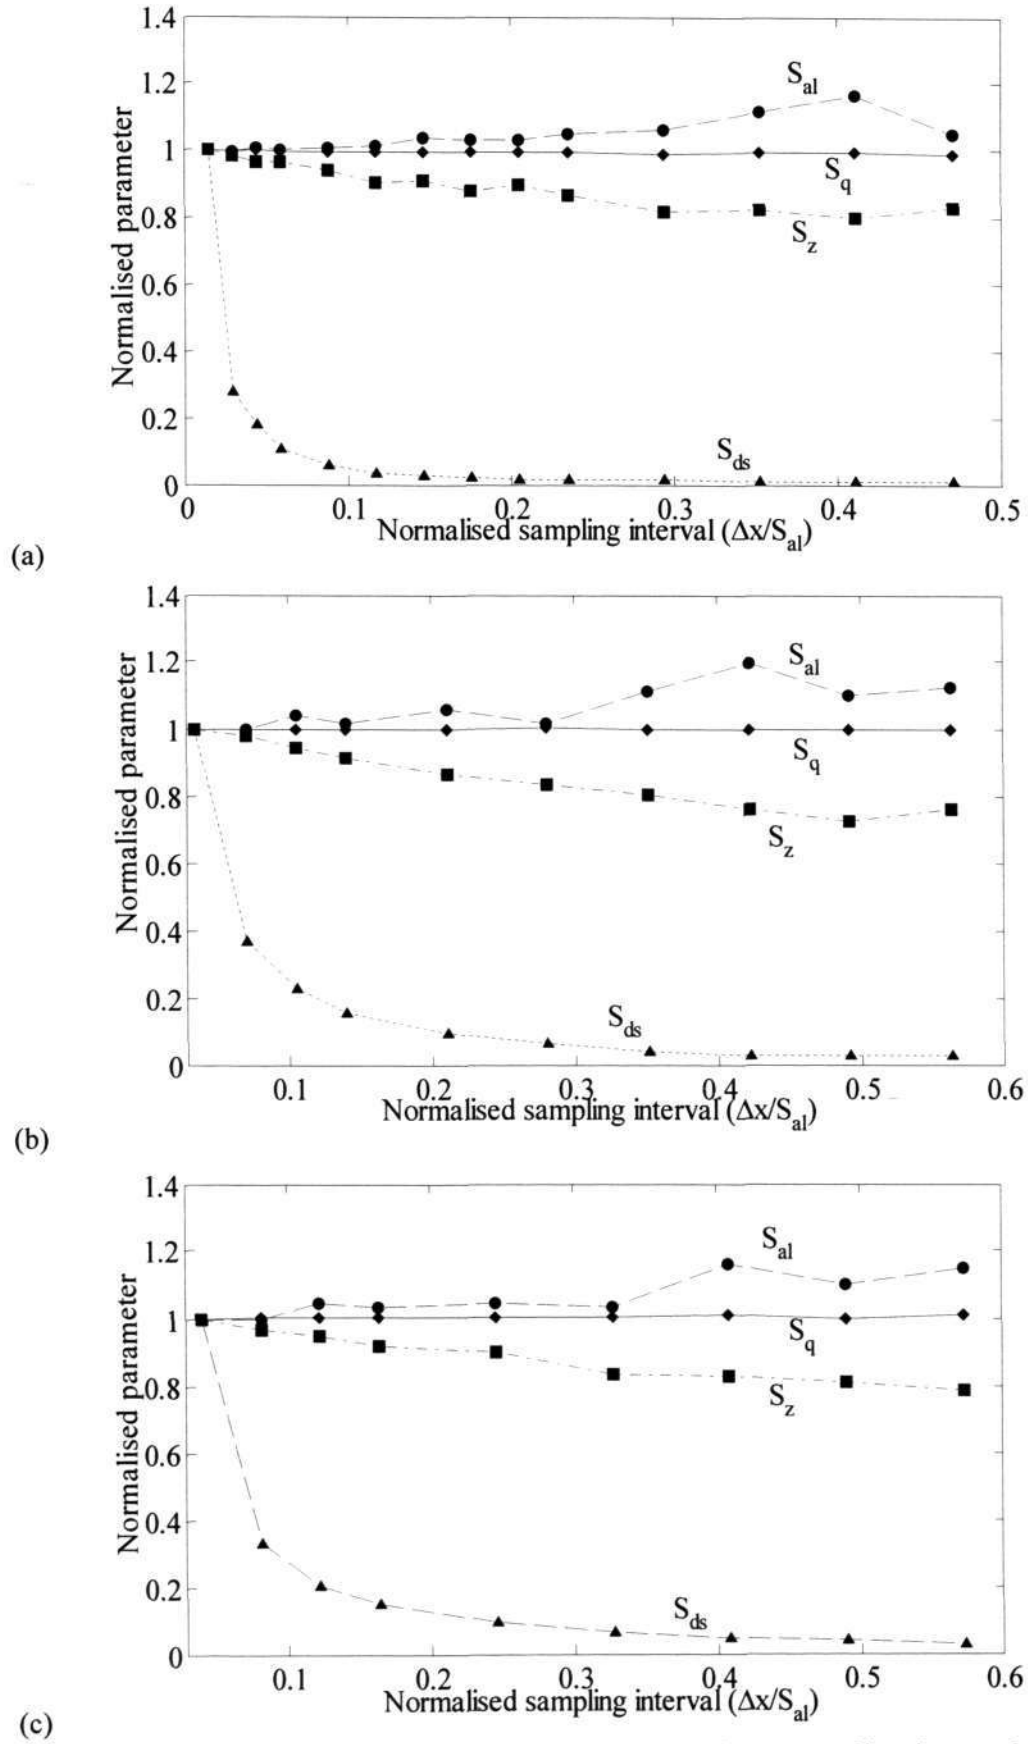 1.4
1.2
1
0.8
0.6
0.4
0.2
0
Normalised parameter
S_al
S_q
S_z
S_ds
0 0.1 0.2 0.3 0.4 0.5
Normalised sampling interval (Δx/S_al)
(a)
1.4
1.2
1
0.8
0.6
0.4
0.2
0
Normalised parameter
S_al
S_q
S_z
S_ds
0.1 0.2 0.3 0.4 0.5 0.6
Normalised sampling interval (Δx/S_al)
(b)
1.4
1.2
1
0.8
0.6
0.4
0.2
0
Normalised parameter
S_al
S_q
S_z
S_ds
0.1 0.2 0.3 0.4 0.5 0.6
Normalised sampling interval (Δx/S_al)
(c)